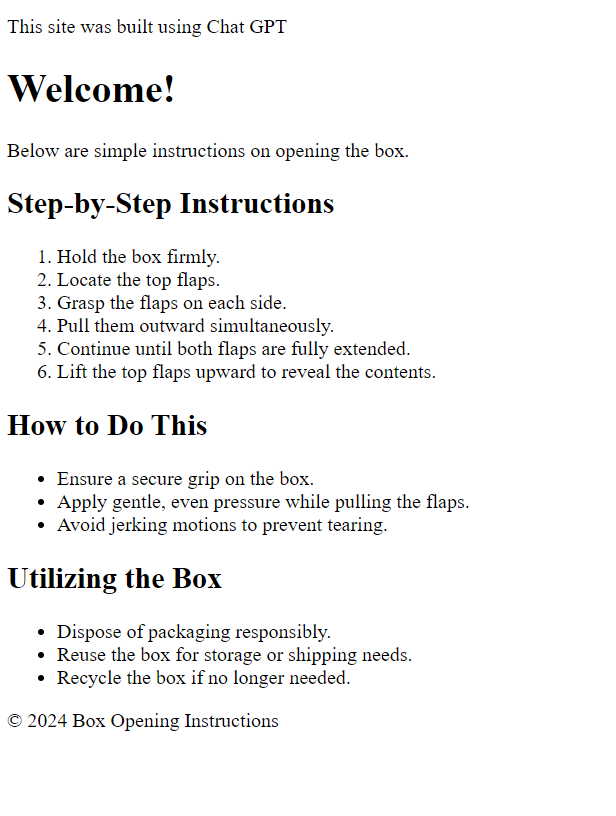 This site was built using Chat GPT
Welcome!
Below are simple instructions on opening the box.
Step-by-Step Instructions
1. Hold the box firmly.
2. Locate the top flaps.
3. Grasp the flaps on each side.
4. Pull them outward simultaneously.
5. Continue until both flaps are fully extended.
6. Lift the top flaps upward to reveal the contents.
How to Do This
• Ensure a secure grip on the box.
• Apply gentle, even pressure while pulling the flaps.
• Avoid jerking motions to prevent tearing.
Utilizing the Box
• Dispose of packaging responsibly.
• Reuse the box for storage or shipping needs.
• Recycle the box if no longer needed.
© 2024 Box Opening Instructions